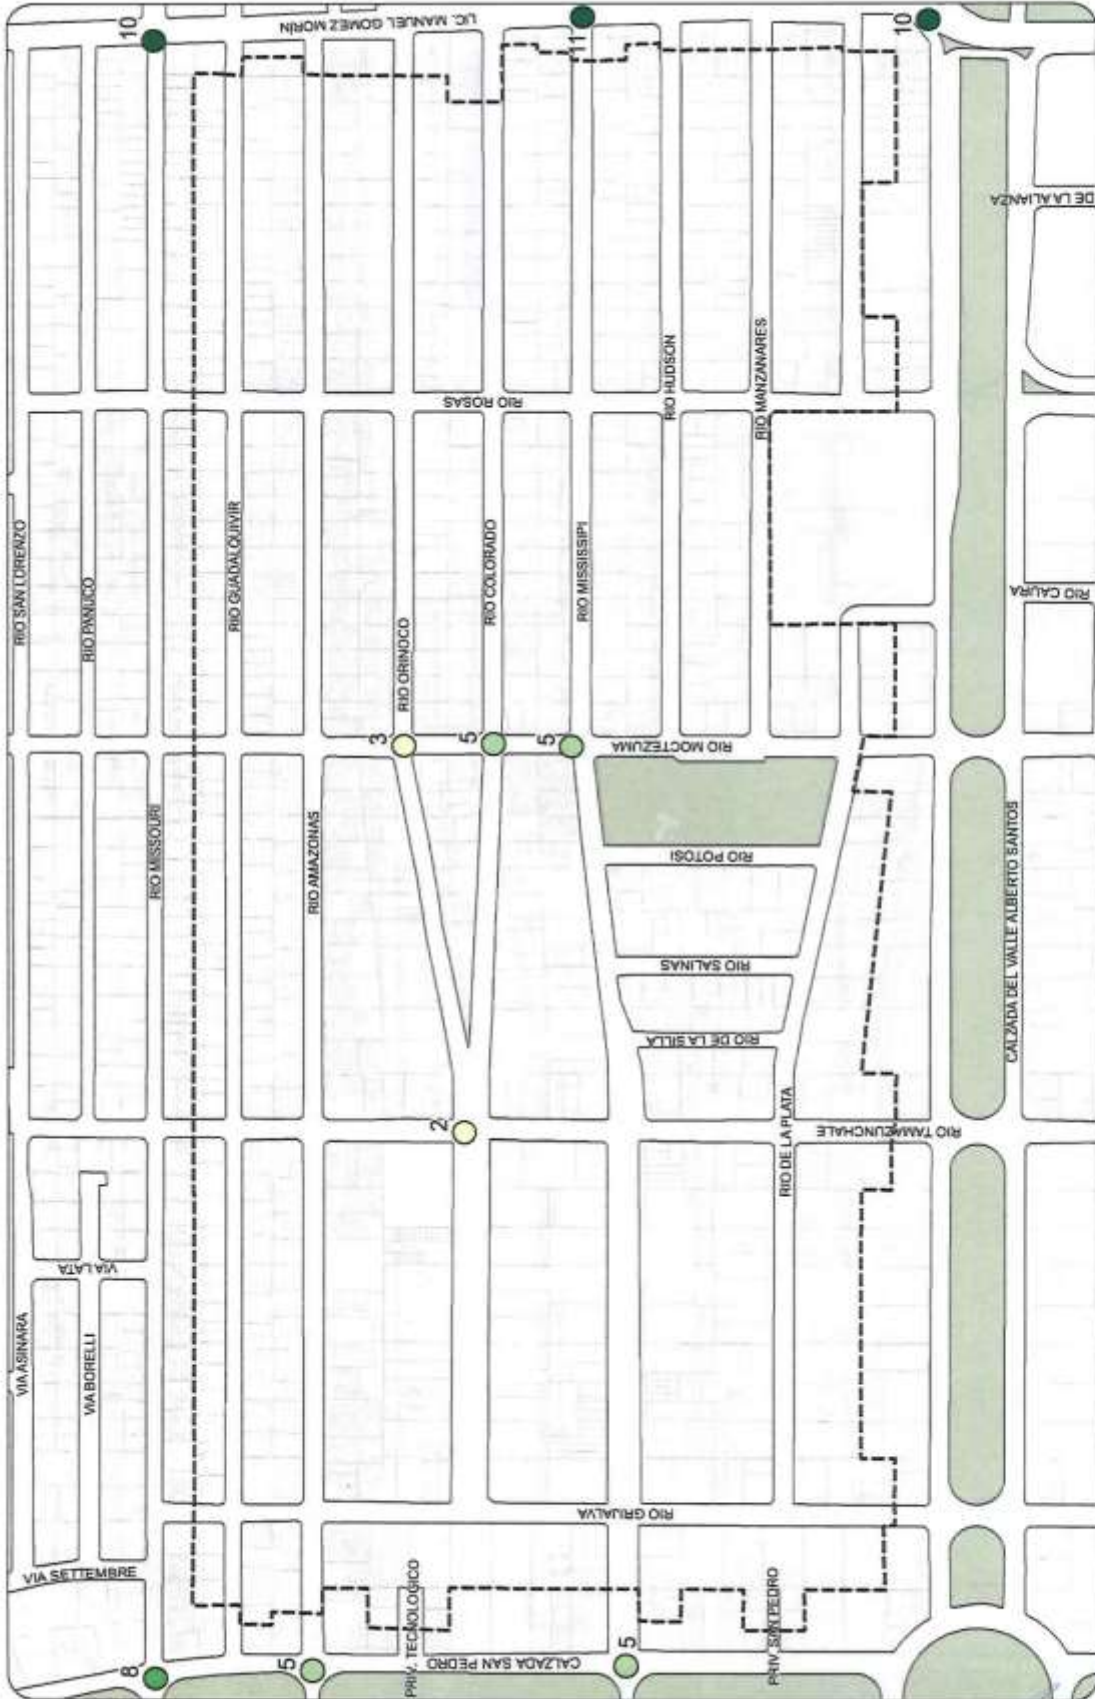 10
LIC. MANUEL GOMEZ MORÍN
11
10
DE LA ALIANZA
RIO HUDSON
RIO MANZANARES
RIO ROSAS
RIO SAN LORENZO
RIO PANUCO
RIO GUADALQUIVIR
RIO COLORADO
RIO MISSISSIPI
RIO CAURA
RIO ORINOCO
3
5
5
RIO MOCTEZUMA
RIO MISSOURI
RIO AMAZONAS
RIO POTOSI
CALZADA DEL VALLE ALBERTO SANTOS
RIO SALINAS
RIO DE LA SILLA
2
RIO DE LA PLATA
RIO TAMAZUNCHALE
VIA LATA
VIA ASINARA
VIA BORELLI
RIO GRIJALVA
VIA SETTEMBRE
PRIV. TECNOLOGICO
PRIV. SAN PEDRO
8
5
CALZADA SAN PEDRO
5